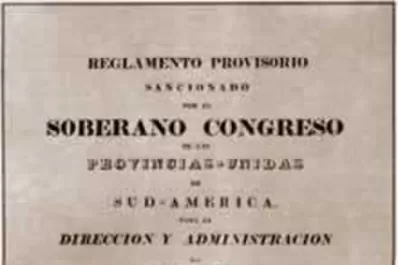 REGLAMENTO PROVISORIO
SANCIONADO
POR EL
SOBERANO CONGRESO
DE LAS
PROVINCIAS-UNIDAS
DE
SUD-AMERICA.
PARA LA
DIRECCION Y ADMINISTRACION